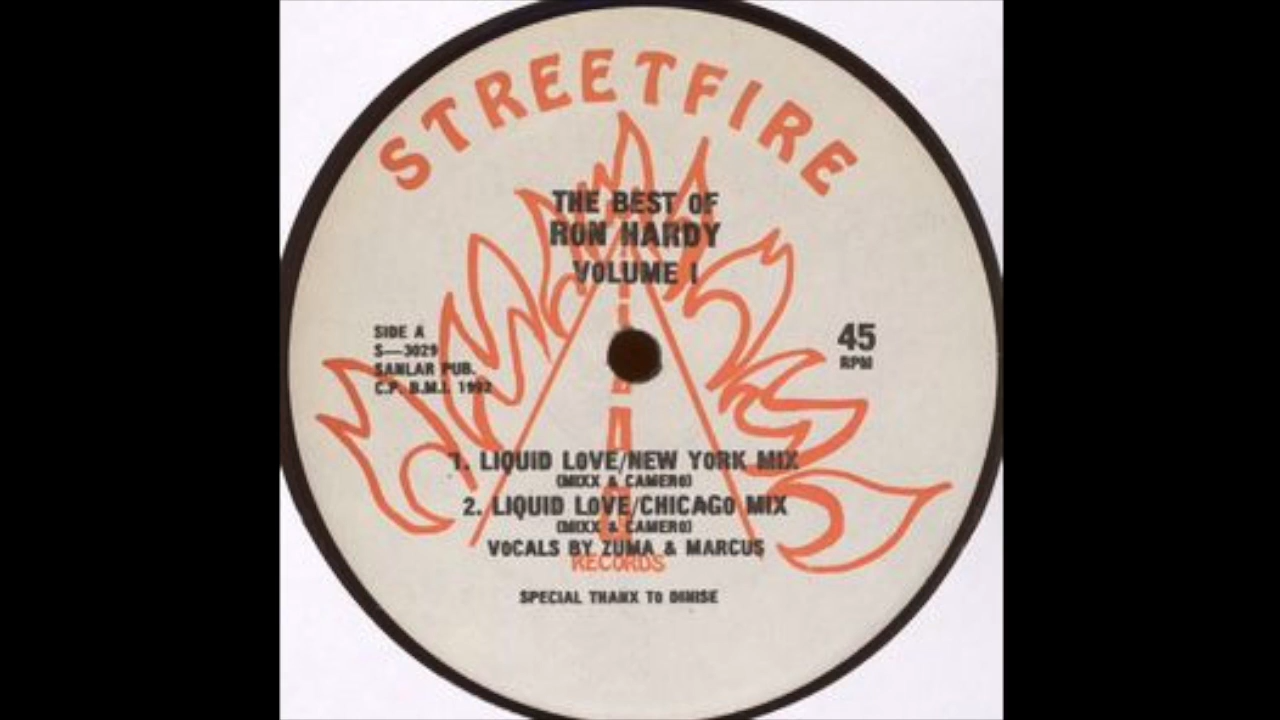 STREETFIRE
THE BEST OF
RON HARDY
VOLUME I
SIDE A
S—3029
SANLAR PUB.
C.P. B.M.I. 1992
45
RPM
1. LIQUID LOVE/NEW YORK MIX
(MIXX & CAMERO)
2. LIQUID LOVE/CHICAGO MIX
(MIXX & CAMERO)
VOCALS BY ZUMA & MARCUS
RECORDS
SPECIAL THANX TO DINISE